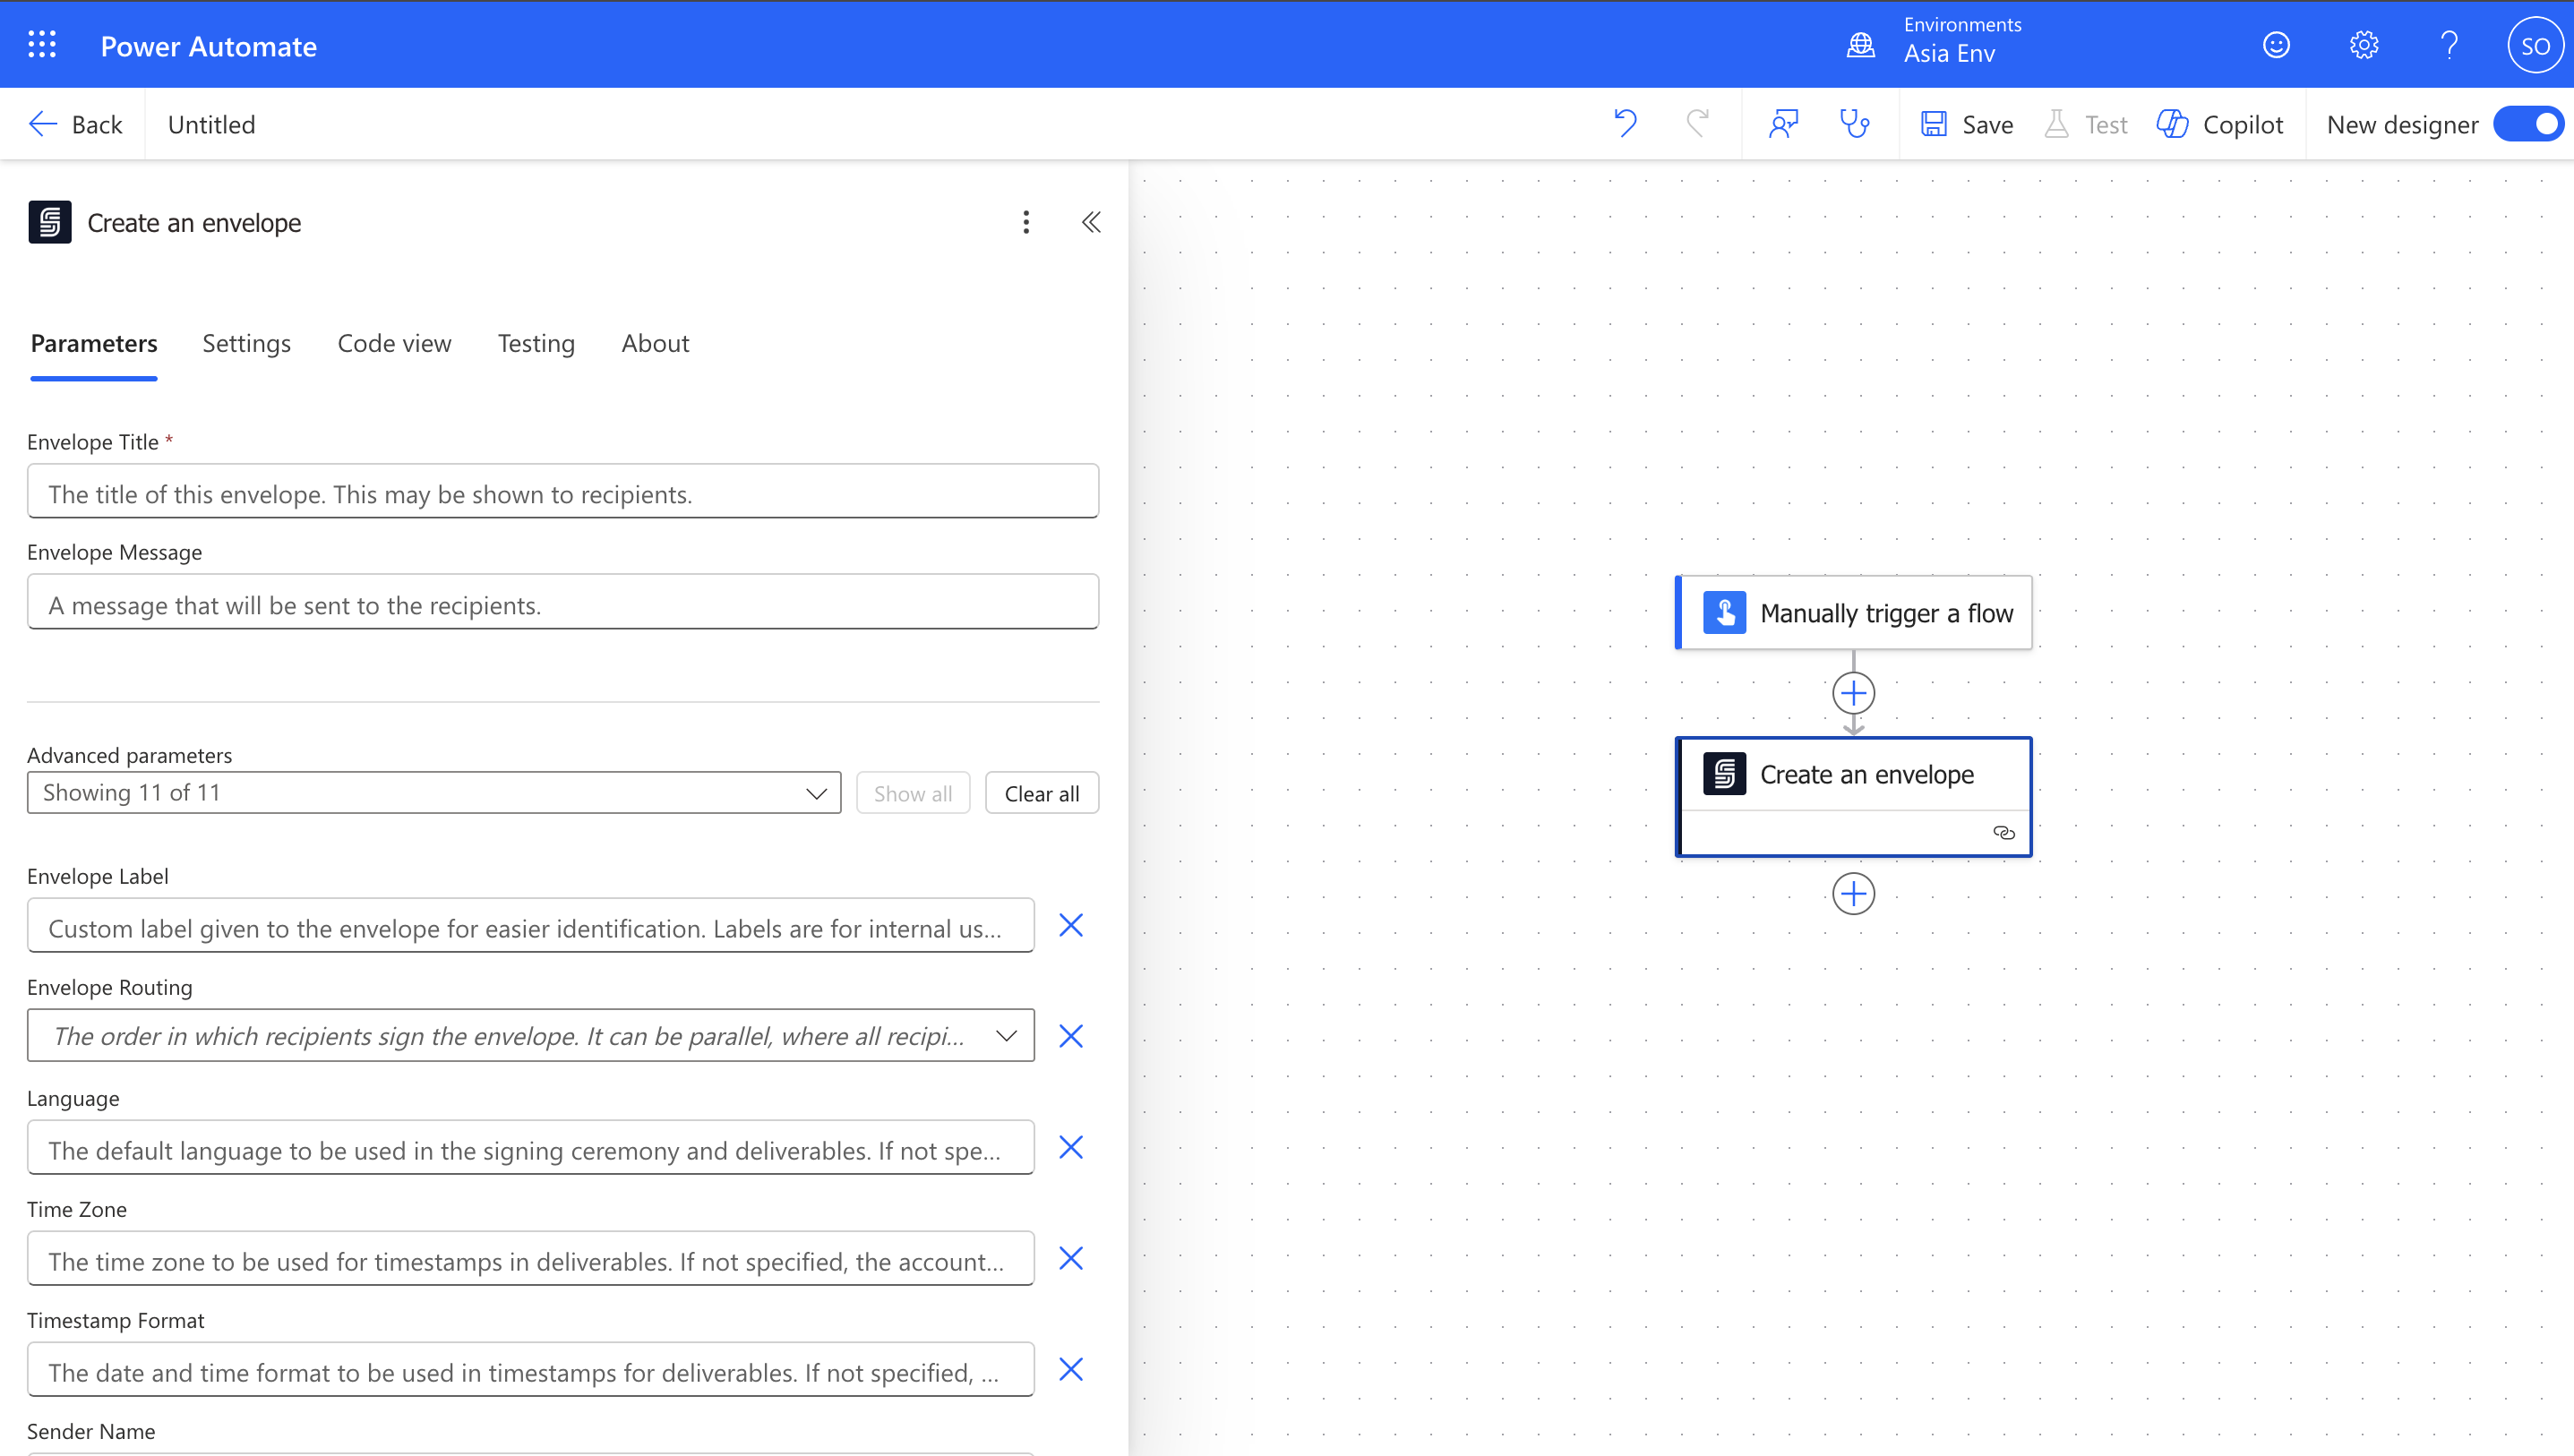 Power Automate
Environments
Asia Env
SO
Back
Untitled
Save
Test
Copilot
New designer
Create an envelope
Parameters
Settings
Code view
Testing
About
Envelope Title *
The title of this envelope. This may be shown to recipients.
Envelope Message
A message that will be sent to the recipients.
Advanced parameters
Showing 11 of 11
Show all
Clear all
Envelope Label
Custom label given to the envelope for easier identification. Labels are for internal us...
Envelope Routing
The order in which recipients sign the envelope. It can be parallel, where all recipi...
Language
The default language to be used in the signing ceremony and deliverables. If not spe...
Time Zone
The time zone to be used for timestamps in deliverables. If not specified, the account...
Timestamp Format
The date and time format to be used in timestamps for deliverables. If not specified, ...
Sender Name
Manually trigger a flow
Create an envelope